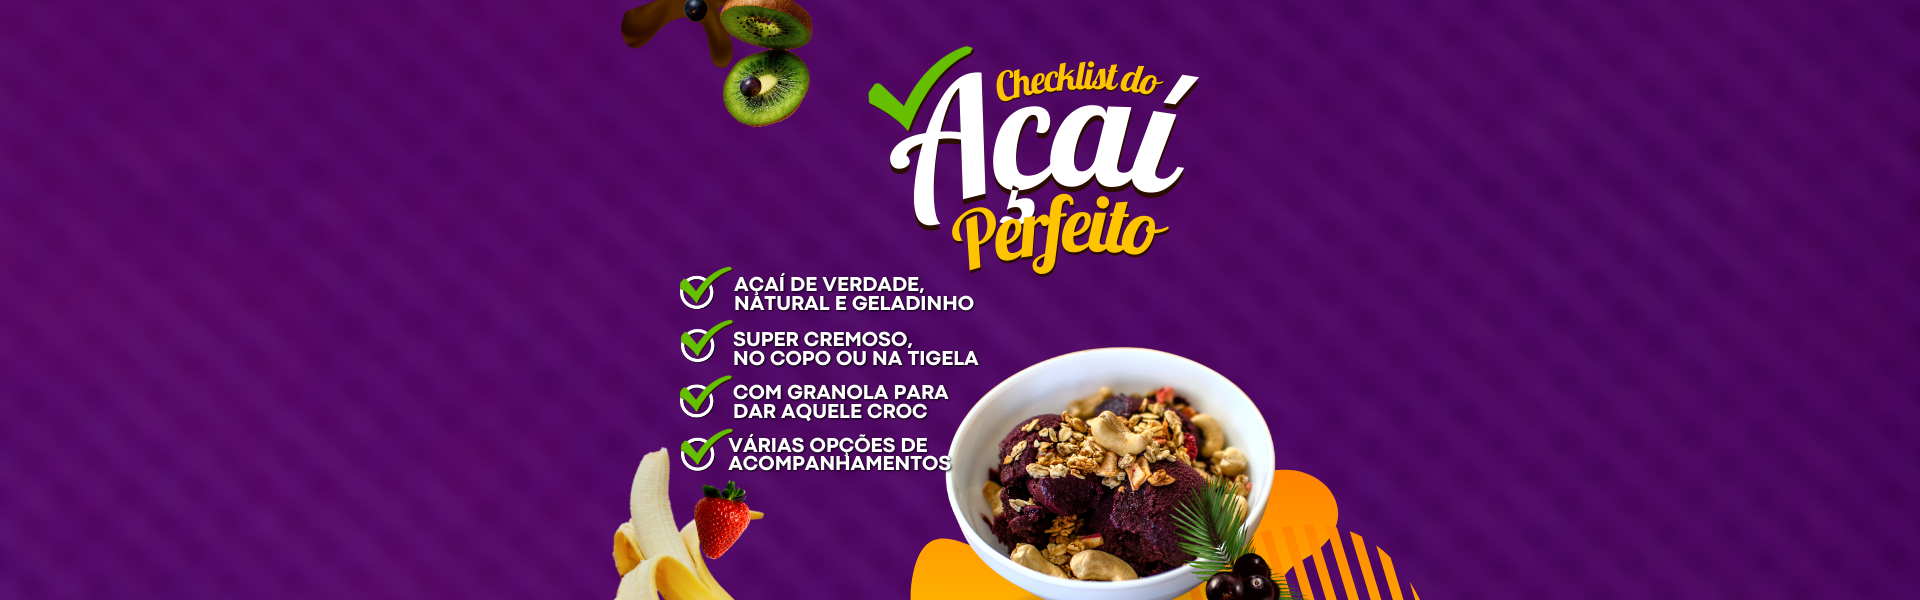 Checklist do
Açaí
Perfeito
AÇAÍ DE VERDADE,
NATURAL E GELADINHO
SUPER CREMOSO,
NO COPO OU NA TIGELA
COM GRANOLA PARA
DAR AQUELE CROC
VÁRIAS OPÇÕES DE
ACOMPANHAMENTOS